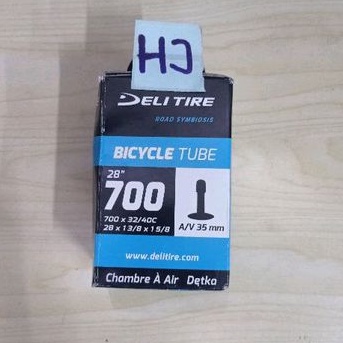 HJ
DELI TIRE
ROAD SYMBIOSIS
BICYCLE TUBE
28"
700
700 x 32/40C
28 x 1 3/8 x 1 5/8
A/V 35 mm
www.delitire.com
Chambre À Air Dętka